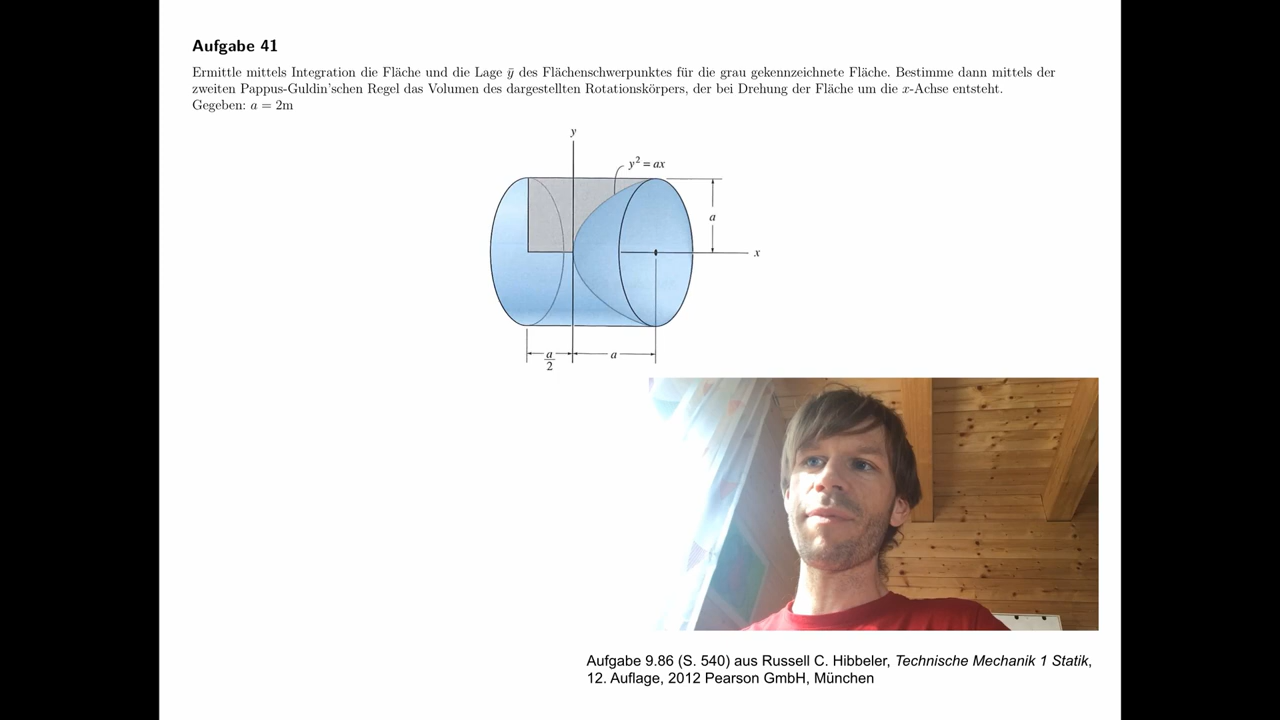 Aufgabe 41
Ermittle mittels Integration die Fläche und die Lage ȳ des Flächenschwerpunktes für die grau gekennzeichnete Fläche. Bestimme dann mittels der
zweiten Pappus-Guldin'schen Regel das Volumen des dargestellten Rotationskörpers, der bei Drehung der Fläche um die x-Achse entsteht.
Gegeben: a = 2m
y
y² = ax
a
x
a/2
a
Aufgabe 9.86 (S. 540) aus Russell C. Hibbeler, Technische Mechanik 1 Statik,
12. Auflage, 2012 Pearson GmbH, München